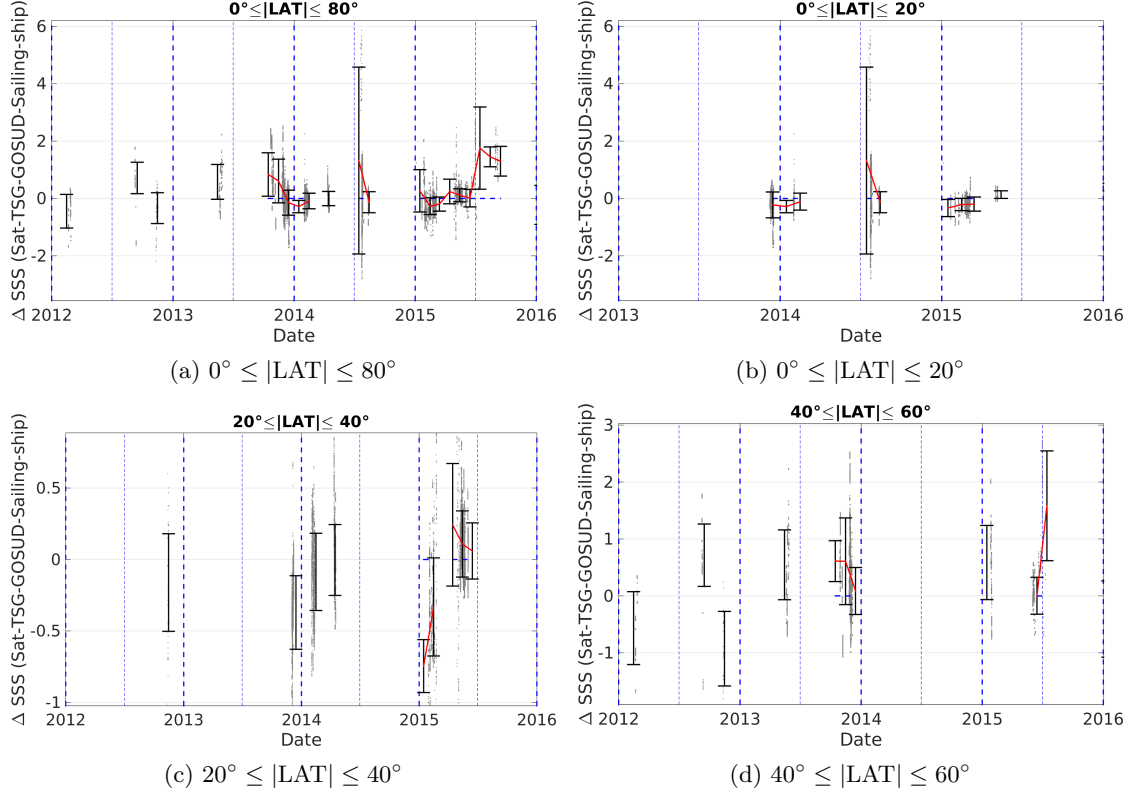 0°≤|LAT|≤ 80°
Δ SSS (Sat-TSG-GOSUD-Sailing-ship)
6
4
2
0
-2
2012 2013 2014 2015 2016
Date
(a) 0° ≤ |LAT| ≤ 80°
0°≤|LAT|≤ 20°
Δ SSS (Sat-TSG-GOSUD-Sailing-ship)
6
4
2
0
-2
2013 2014 2015 2016
Date
(b) 0° ≤ |LAT| ≤ 20°
20°≤|LAT|≤ 40°
Δ SSS (Sat-TSG-GOSUD-Sailing-ship)
0.5
0
-0.5
-1
2012 2013 2014 2015 2016
Date
(c) 20° ≤ |LAT| ≤ 40°
40°≤|LAT|≤ 60°
Δ SSS (Sat-TSG-GOSUD-Sailing-ship)
3
2
1
0
-1
2012 2013 2014 2015 2016
Date
(d) 40° ≤ |LAT| ≤ 60°